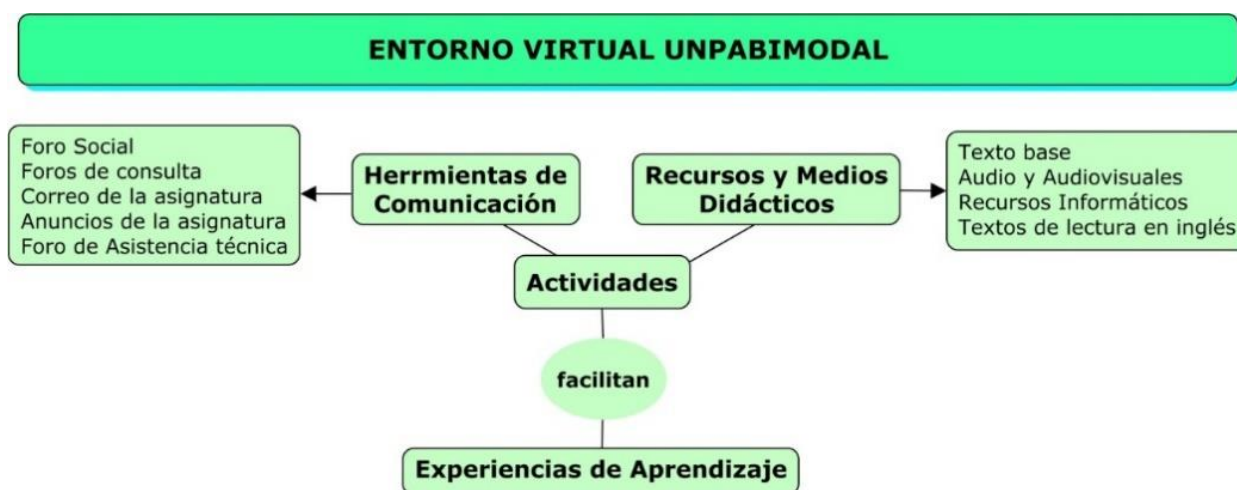 ENTORNO VIRTUAL UNPABIMODAL
Foro Social
Foros de consulta
Correo de la asignatura
Anuncios de la asignatura
Foro de Asistencia técnica
Herrmientas de
Comunicación
Recursos y Medios
Didácticos
Texto base
Audio y Audiovisuales
Recursos Informáticos
Textos de lectura en inglés
Actividades
facilitan
Experiencias de Aprendizaje